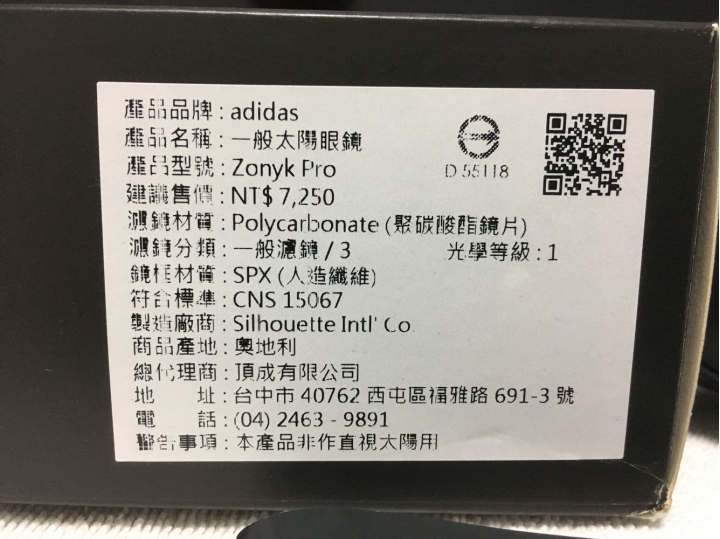 產品品牌 : adidas
產品名稱 : 一般太陽眼鏡
D 55118
產品型號 : Zonyk Pro
建議售價 : NT$ 7,250
濾鏡材質 : Polycarbonate (聚碳酸酯鏡片)
濾鏡分類 : 一般濾鏡 / 3 光學等級 : 1
鏡框材質 : SPX (人造纖維)
符合標準 : CNS 15067
製造廠商 : Silhouette Intl' Co.
商品產地 : 奧地利
總代理商 : 頂成有限公司
地 址 : 台中市 40762 西屯區福雅路 691-3 號
電 話 : (04) 2463 - 9891
警告事項 : 本產品非作直視太陽用